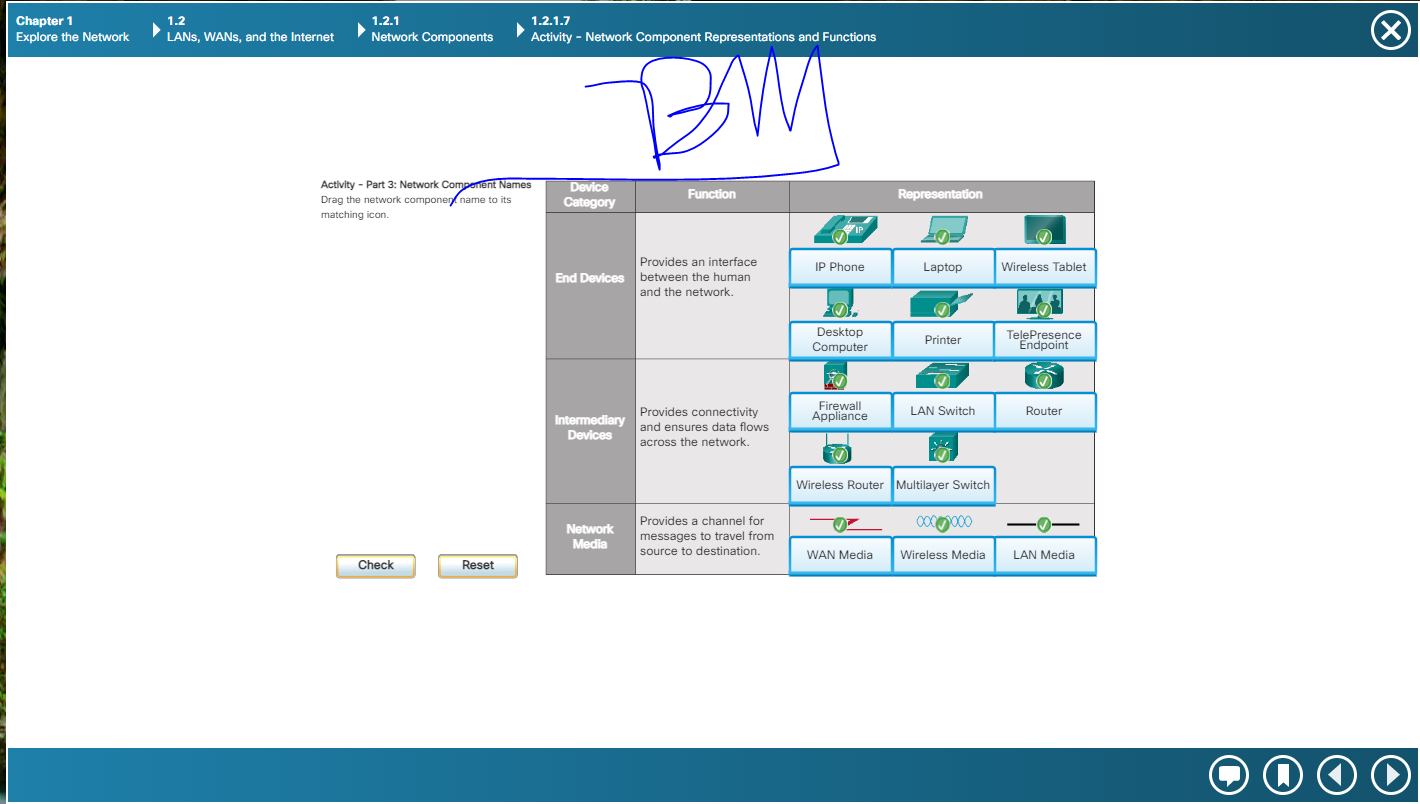 Chapter 1
Explore the Network
1.2
LANs, WANs, and the Internet
1.2.1
Network Components
1.2.1.7
Activity - Network Component Representations and Functions
Activity - Part 3: Network Component Names
Drag the network component name to its
matching icon.
Device
Category
Function
Representation
End Devices
Provides an interface
between the human
and the network.
IP
IP Phone
Laptop
Wireless Tablet
Desktop
Computer
Printer
TelePresence
Endpoint
Intermediary
Devices
Provides connectivity
and ensures data flows
across the network.
Firewall
Appliance
LAN Switch
Router
Wireless Router
Multilayer Switch
Network
Media
Provides a channel for
messages to travel from
source to destination.
WAN Media
Wireless Media
LAN Media
Check
Reset